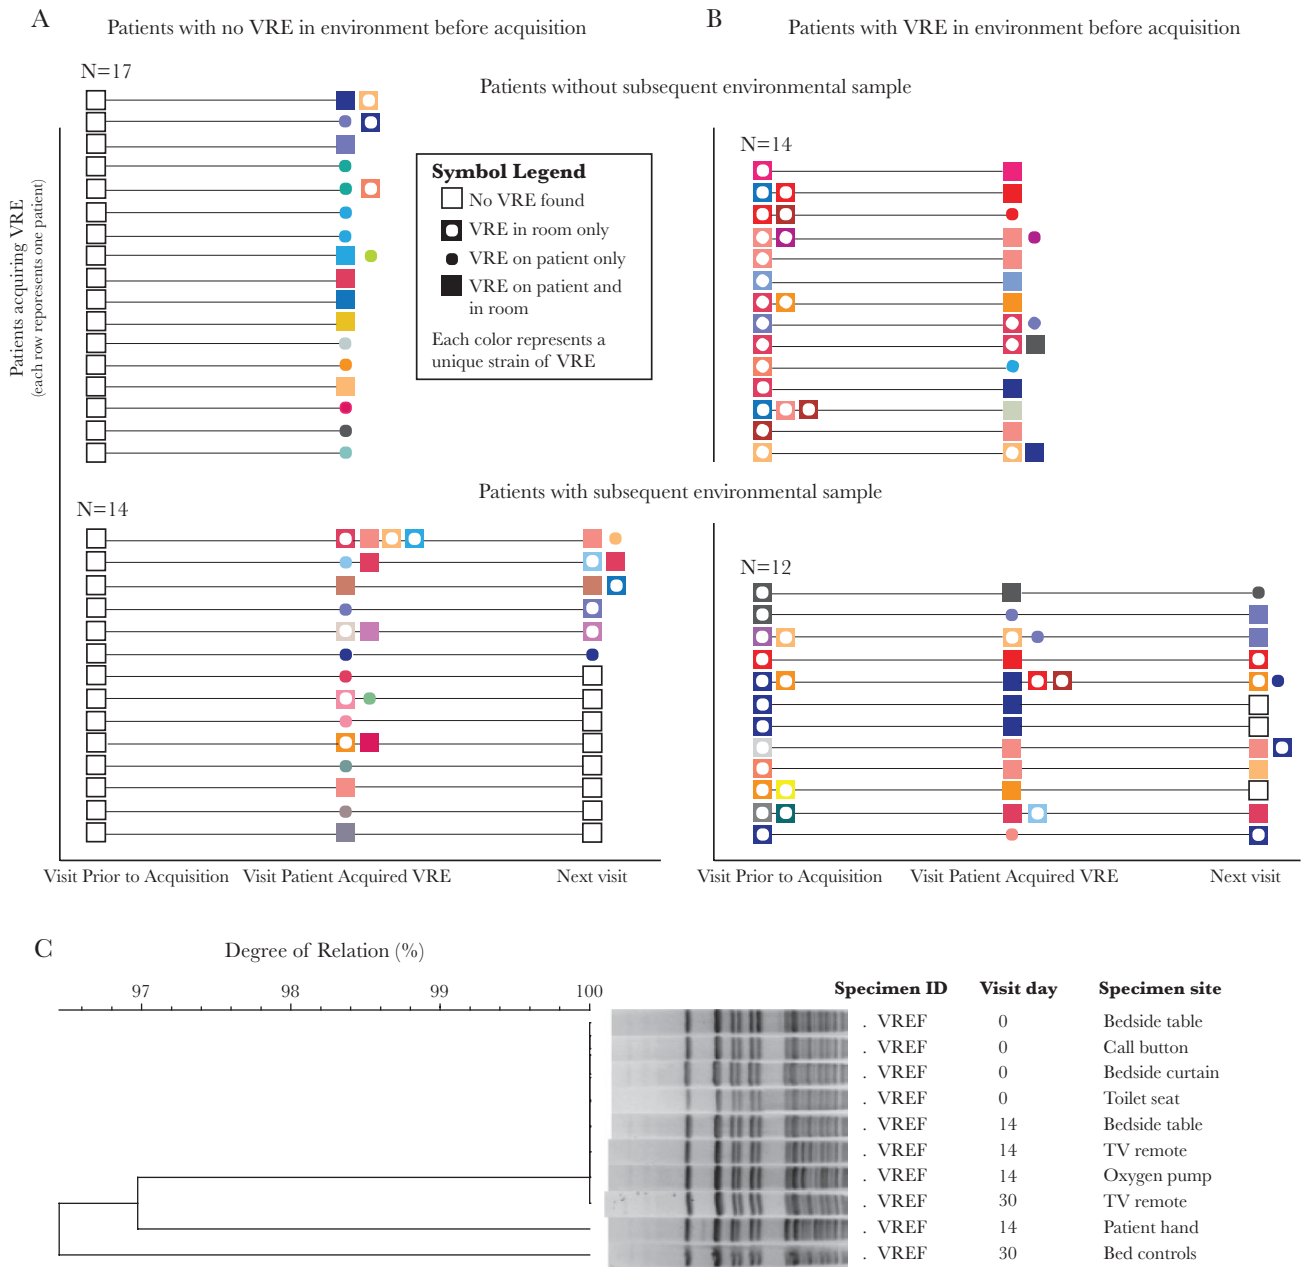 A
Patients with no VRE in environment before acquisition
B
Patients with VRE in environment before acquisition
N=17
Patients without subsequent environmental sample
N=14
Patients acquiring VRE
(each row reporesents one patient)
Symbol Legend
No VRE found
VRE in room only
VRE on patient only
VRE on patient and
in room
Each color represents a
unique strain of VRE
Patients with subsequent environmental sample
N=14
N=12
Visit Prior to Acquisition
Visit Patient Acquired VRE
Next visit
Visit Prior to Acquisition
Visit Patient Acquired VRE
Next visit
C
Degree of Relation (%)
97 98 99 100
Specimen ID Visit day Specimen site
. VREF 0 Bedside table
. VREF 0 Call button
. VREF 0 Bedside curtain
. VREF 0 Toilet seat
. VREF 14 Bedside table
. VREF 14 TV remote
. VREF 14 Oxygen pump
. VREF 30 TV remote
. VREF 14 Patient hand
. VREF 30 Bed controls